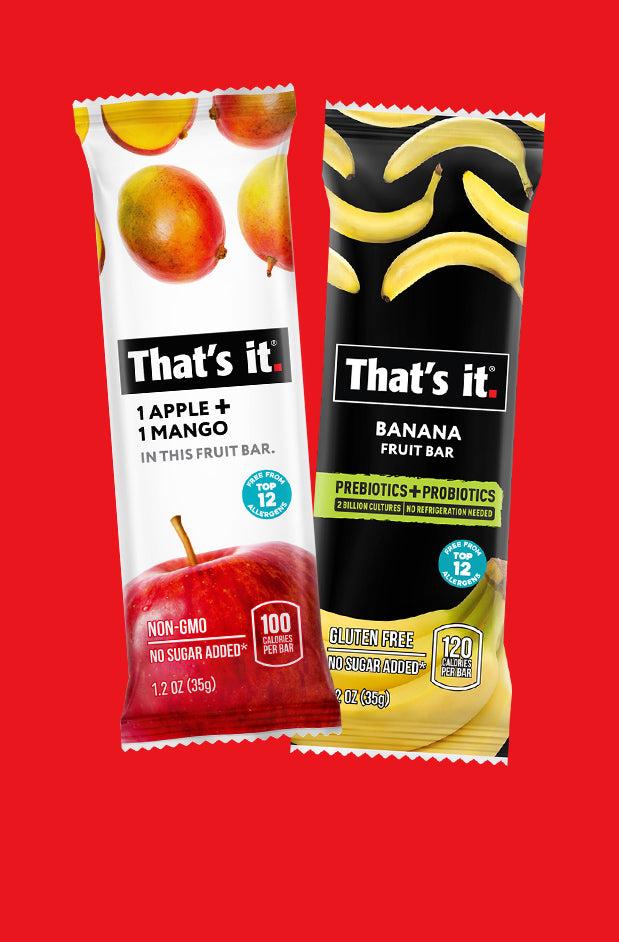 That's it.®
1 APPLE +
1 MANGO
IN THIS FRUIT BAR.
FREE FROM
TOP
12
ALLERGENS
NON-GMO
NO SUGAR ADDED*
100
CALORIES
PER BAR
1.2 OZ (35g)
That's it.®
BANANA
FRUIT BAR
PREBIOTICS+PROBIOTICS
2 BILLION CULTURES | NO REFRIGERATION NEEDED
FREE FROM
TOP
12
ALLERGENS
GLUTEN FREE
NO SUGAR ADDED*
120
CALORIES
PER BAR
2 OZ (35g)